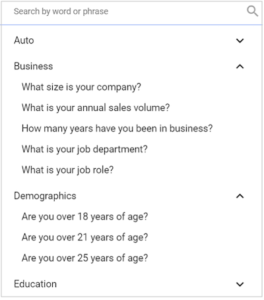 Search by word or phrase
Auto
Business
What size is your company?
What is your annual sales volume?
How many years have you been in business?
What is your job department?
What is your job role?
Demographics
Are you over 18 years of age?
Are you over 21 years of age?
Are you over 25 years of age?
Education